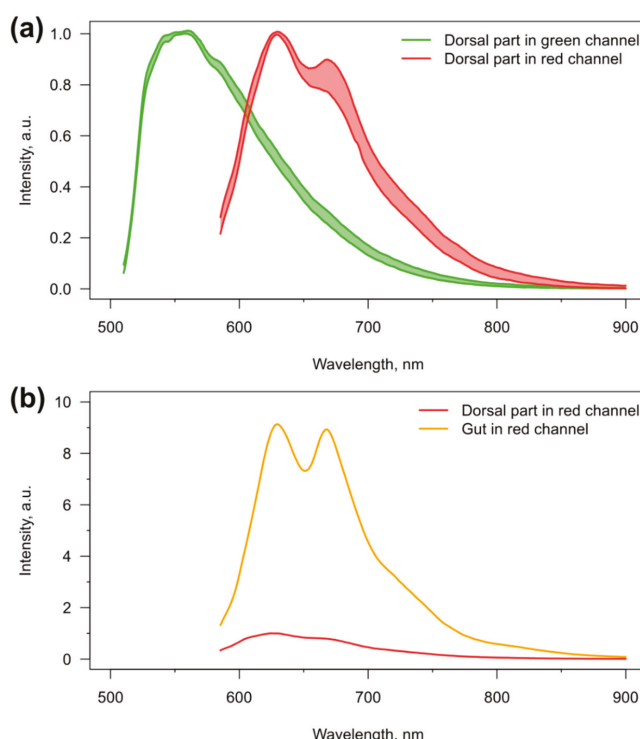 (a)
1.0
0.8
0.6
0.4
0.2
0.0
Intensity, a.u.
Dorsal part in green channel
Dorsal part in red channel
500 600 700 800 900
Wavelength, nm
(b)
10
8
6
4
2
0
Intensity, a.u.
Dorsal part in red channel
Gut in red channel
500 600 700 800 900
Wavelength, nm